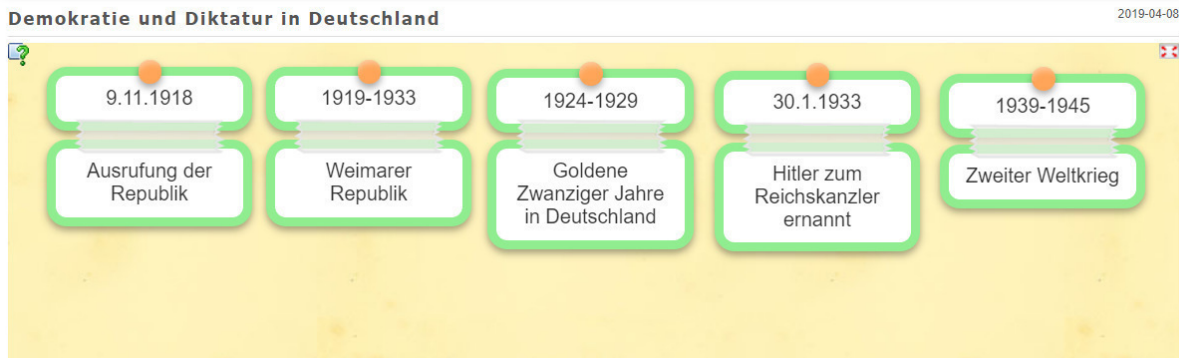 Demokratie und Diktatur in Deutschland
2019-04-08
9.11.1918
Ausrufung der
Republik
1919-1933
Weimarer
Republik
1924-1929
Goldene
Zwanziger Jahre
in Deutschland
30.1.1933
Hitler zum
Reichskanzler
ernannt
1939-1945
Zweiter Weltkrieg